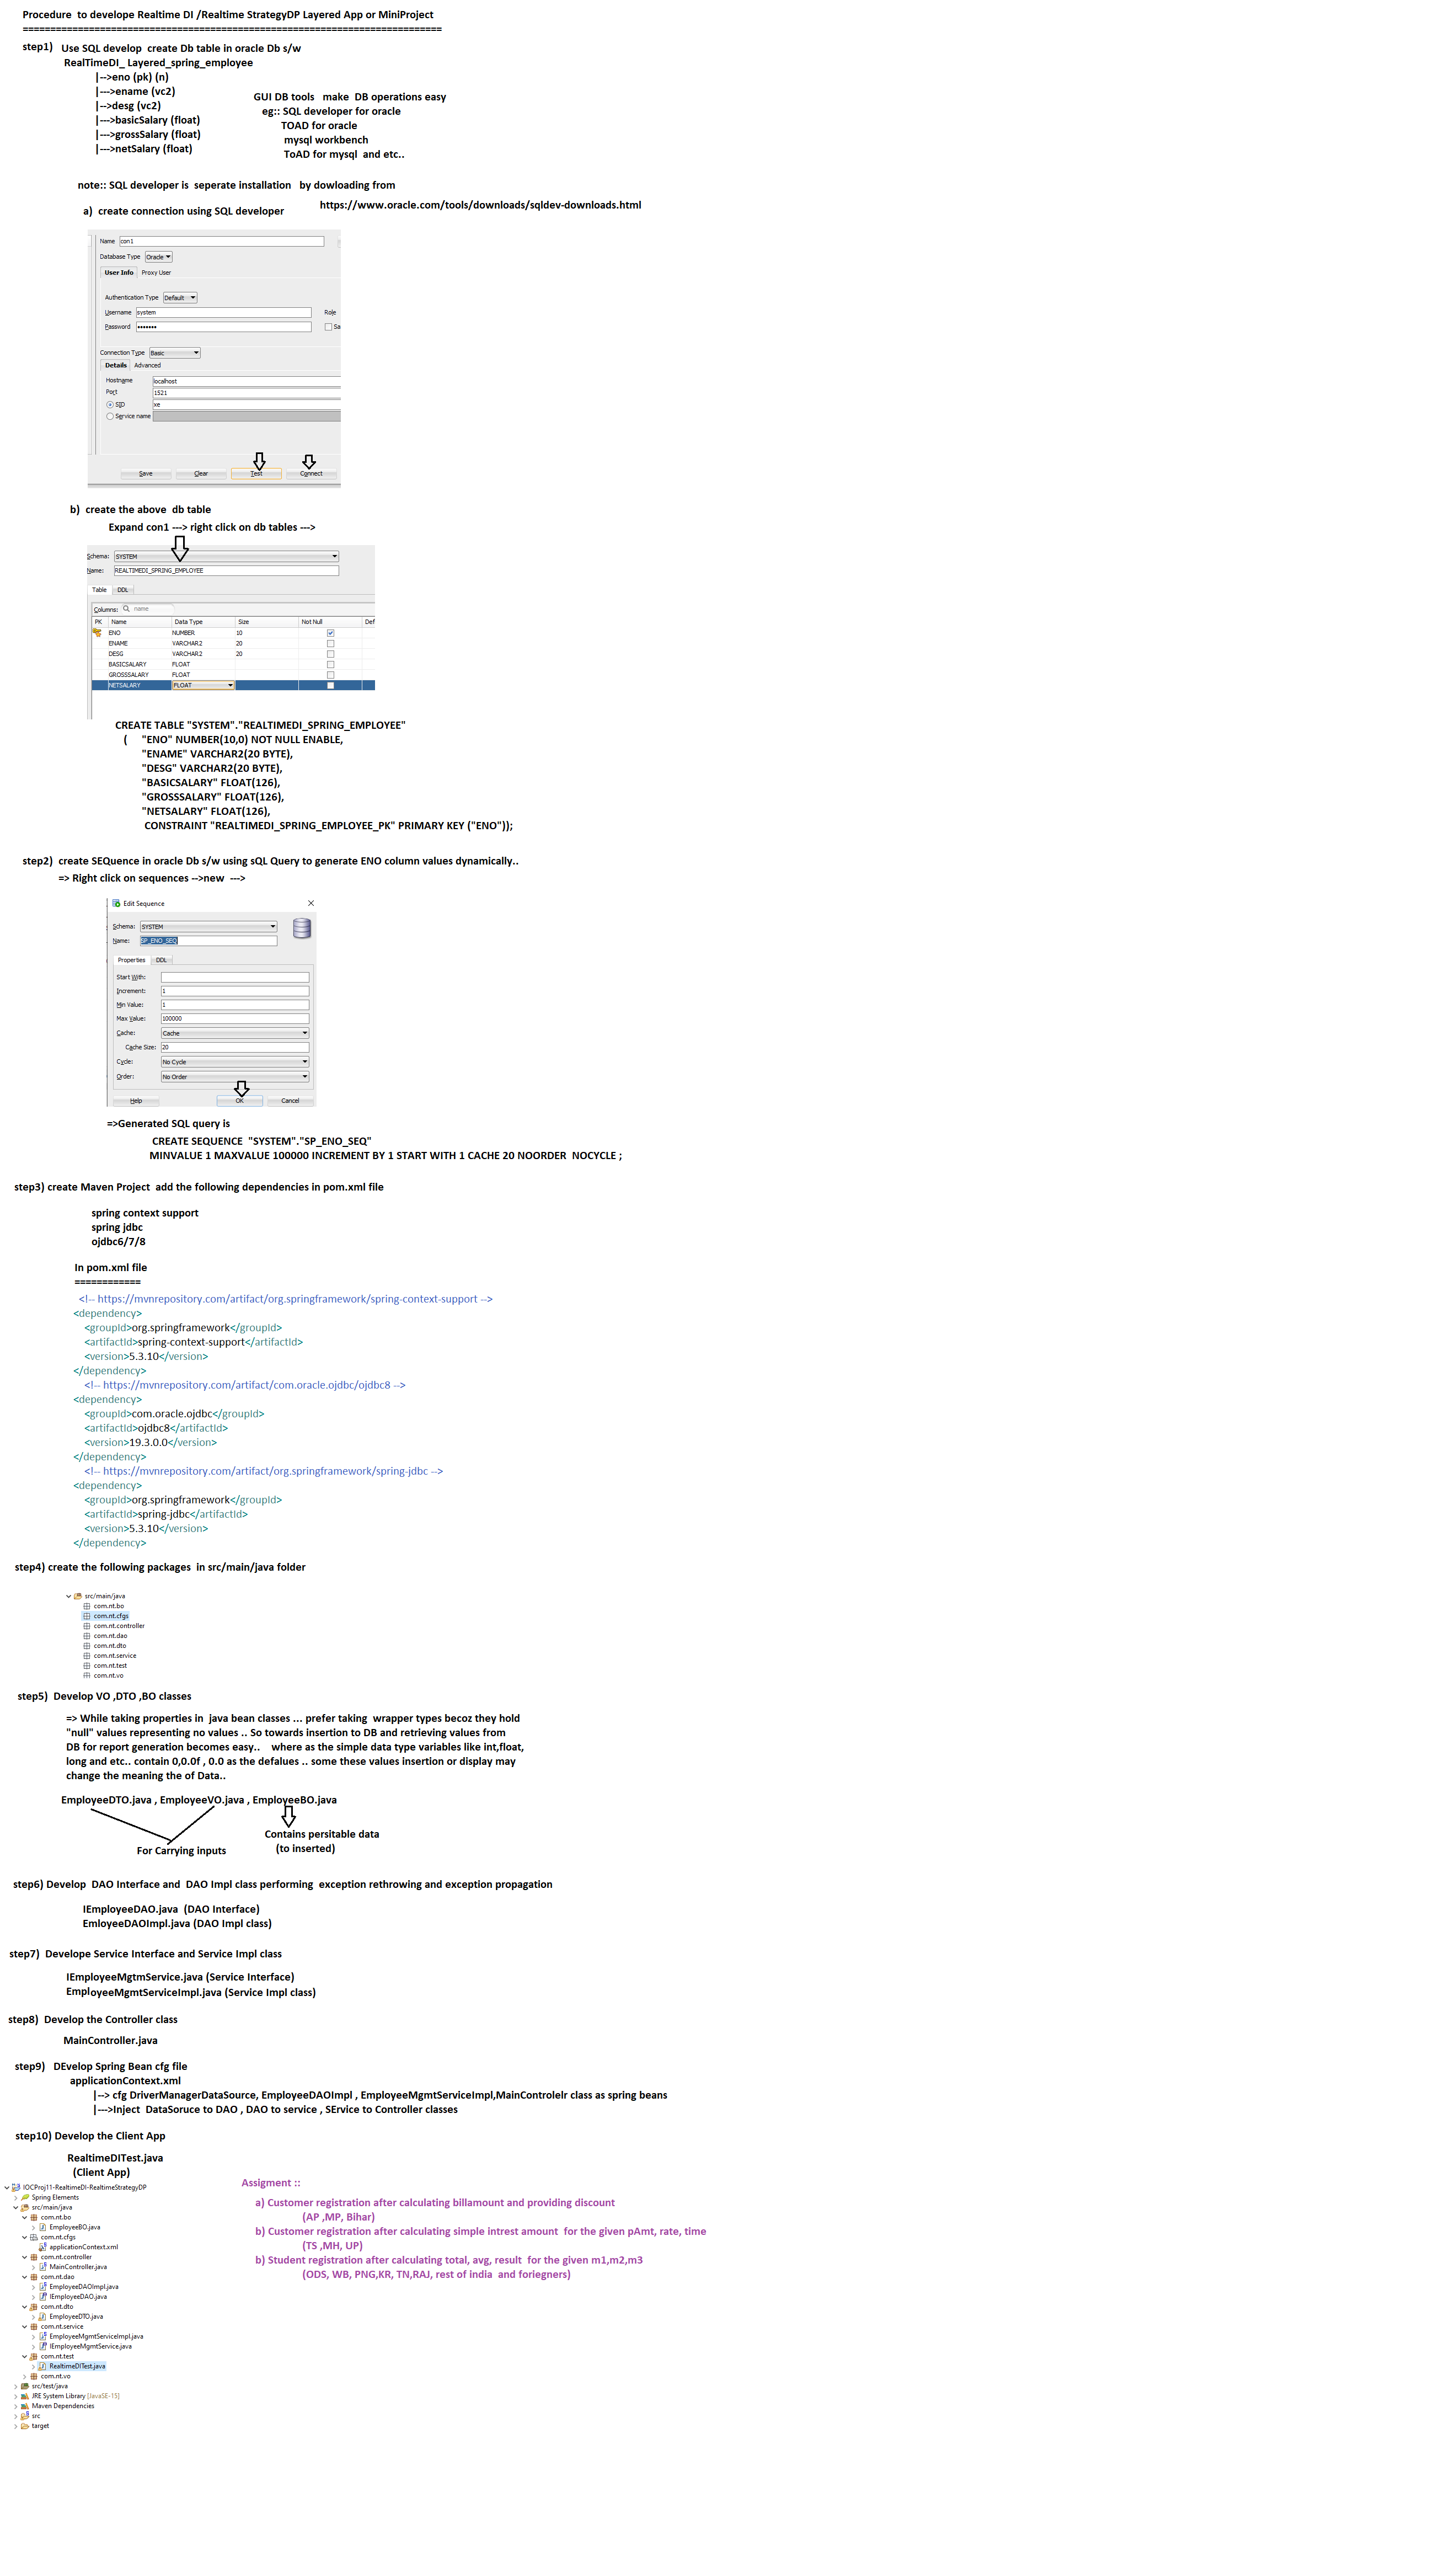 Procedure  to develope Realtime DI /Realtime StrategyDP Layered App or MiniProject
============================================================================
step1)   Use SQL develop  create Db table in oracle Db s/w
RealTimeDI_ Layered_spring_employee
|-->eno (pk) (n)
|--->ename (vc2)
|-->desg (vc2)
|--->basicSalary (float)
|--->grossSalary (float)
|--->netSalary (float)
GUI DB tools   make  DB operations easy
eg:: SQL developer for oracle
TOAD for oracle
mysql workbench
ToAD for mysql  and etc..
note:: SQL developer is  seperate installation   by dowloading from
https://www.oracle.com/tools/downloads/sqldev-downloads.html
a)  create connection using SQL developer
Name con1
Database Type Oracle
User Info Proxy User
Authentication Type Default
Username system Role
Password ••••••• Sa
Connection Type Basic
Details Advanced
Hostname localhost
Port 1521
SID xe
Service name
Save Clear Test Connect
b)  create the above  db table
Expand con1 ---> right click on db tables --->
Schema: SYSTEM
Name: REALTIMEDI_SPRING_EMPLOYEE
Table DDL
Columns: name
PK Name Data Type Size Not Null Def
ENO NUMBER 10
ENAME VARCHAR2 20
DESG VARCHAR2 20
BASICSALARY FLOAT
GROSSSALARY FLOAT
NETSALARY FLOAT
CREATE TABLE "SYSTEM"."REALTIMEDI_SPRING_EMPLOYEE"
(     "ENO" NUMBER(10,0) NOT NULL ENABLE,
"ENAME" VARCHAR2(20 BYTE),
"DESG" VARCHAR2(20 BYTE),
"BASICSALARY" FLOAT(126),
"GROSSSALARY" FLOAT(126),
"NETSALARY" FLOAT(126),
CONSTRAINT "REALTIMEDI_SPRING_EMPLOYEE_PK" PRIMARY KEY ("ENO"));
step2)  create SEQuence in oracle Db s/w using sQL Query to generate ENO column values dynamically..
=> Right click on sequences -->new  --->
Edit Sequence
Schema: SYSTEM
Name: SP_ENO_SEQ
Properties DDL
Start With:
Increment: 1
Min Value: 1
Max Value: 100000
Cache: Cache
Cache Size: 20
Cycle: No Cycle
Order: No Order
Help OK Cancel
=>Generated SQL query is
CREATE SEQUENCE  "SYSTEM"."SP_ENO_SEQ"
MINVALUE 1 MAXVALUE 100000 INCREMENT BY 1 START WITH 1 CACHE 20 NOORDER  NOCYCLE ;
step3) create Maven Project  add the following dependencies in pom.xml file
spring context support
spring jdbc
ojdbc6/7/8
In pom.xml file
============
<!-- https://mvnrepository.com/artifact/org.springframework/spring-context-support -->
<dependency>
<groupId>org.springframework</groupId>
<artifactId>spring-context-support</artifactId>
<version>5.3.10</version>
</dependency>
<!-- https://mvnrepository.com/artifact/com.oracle.ojdbc/ojdbc8 -->
<dependency>
<groupId>com.oracle.ojdbc</groupId>
<artifactId>ojdbc8</artifactId>
<version>19.3.0.0</version>
</dependency>
<!-- https://mvnrepository.com/artifact/org.springframework/spring-jdbc -->
<dependency>
<groupId>org.springframework</groupId>
<artifactId>spring-jdbc</artifactId>
<version>5.3.10</version>
</dependency>
step4) create the following packages  in src/main/java folder
src/main/java
com.nt.bo
com.nt.cfgs
com.nt.controller
com.nt.dao
com.nt.dto
com.nt.service
com.nt.test
com.nt.vo
step5)  Develop VO ,DTO ,BO classes
=> While taking properties in  java bean classes ... prefer taking  wrapper types becoz they hold
"null" values representing no values .. So towards insertion to DB and retrieving values from
DB for report generation becomes easy..    where as the simple data type variables like int,float,
long and etc.. contain 0,0.0f , 0.0 as the defalues .. some these values insertion or display may
change the meaning the of Data..
EmployeeDTO.java , EmployeeVO.java , EmployeeBO.java
Contains persitable data
(to inserted)
For Carrying inputs
step6) Develop  DAO Interface and  DAO Impl class performing  exception rethrowing and exception propagation
IEmployeeDAO.java  (DAO Interface)
EmloyeeDAOImpl.java (DAO Impl class)
step7)  Develope Service Interface and Service Impl class
IEmployeeMgtmService.java (Service Interface)
EmployeeMgmtServiceImpl.java (Service Impl class)
step8)  Develop the Controller class
MainController.java
step9)   DEvelop Spring Bean cfg file
applicationContext.xml
|--> cfg DriverManagerDataSource, EmployeeDAOImpl , EmployeeMgmtServiceImpl,MainControlelr class as spring beans
|--->Inject  DataSoruce to DAO , DAO to service , SErvice to Controller classes
step10) Develop the Client App
RealtimeDITest.java
(Client App)
IOCProj11-RealtimeDI-RealtimeStrategyDP
Spring Elements
src/main/java
com.nt.bo
EmployeeBO.java
com.nt.cfgs
applicationContext.xml
com.nt.controller
MainController.java
com.nt.dao
EmployeeDAOImpl.java
IEmployeeDAO.java
com.nt.dto
EmployeeDTO.java
com.nt.service
EmployeeMgmtServiceImpl.java
IEmployeeMgmtService.java
com.nt.test
RealtimeDITest.java
com.nt.vo
src/test/java
JRE System Library [JavaSE-15]
Maven Dependencies
src
target
Assigment ::
a) Customer registration after calculating billamount and providing discount
(AP ,MP, Bihar)
b) Customer registration after calculating simple intrest amount  for the given pAmt, rate, time
(TS ,MH, UP)
b) Student registration after calculating total, avg, result  for the given m1,m2,m3
(ODS, WB, PNG,KR, TN,RAJ, rest of india  and foriegners)